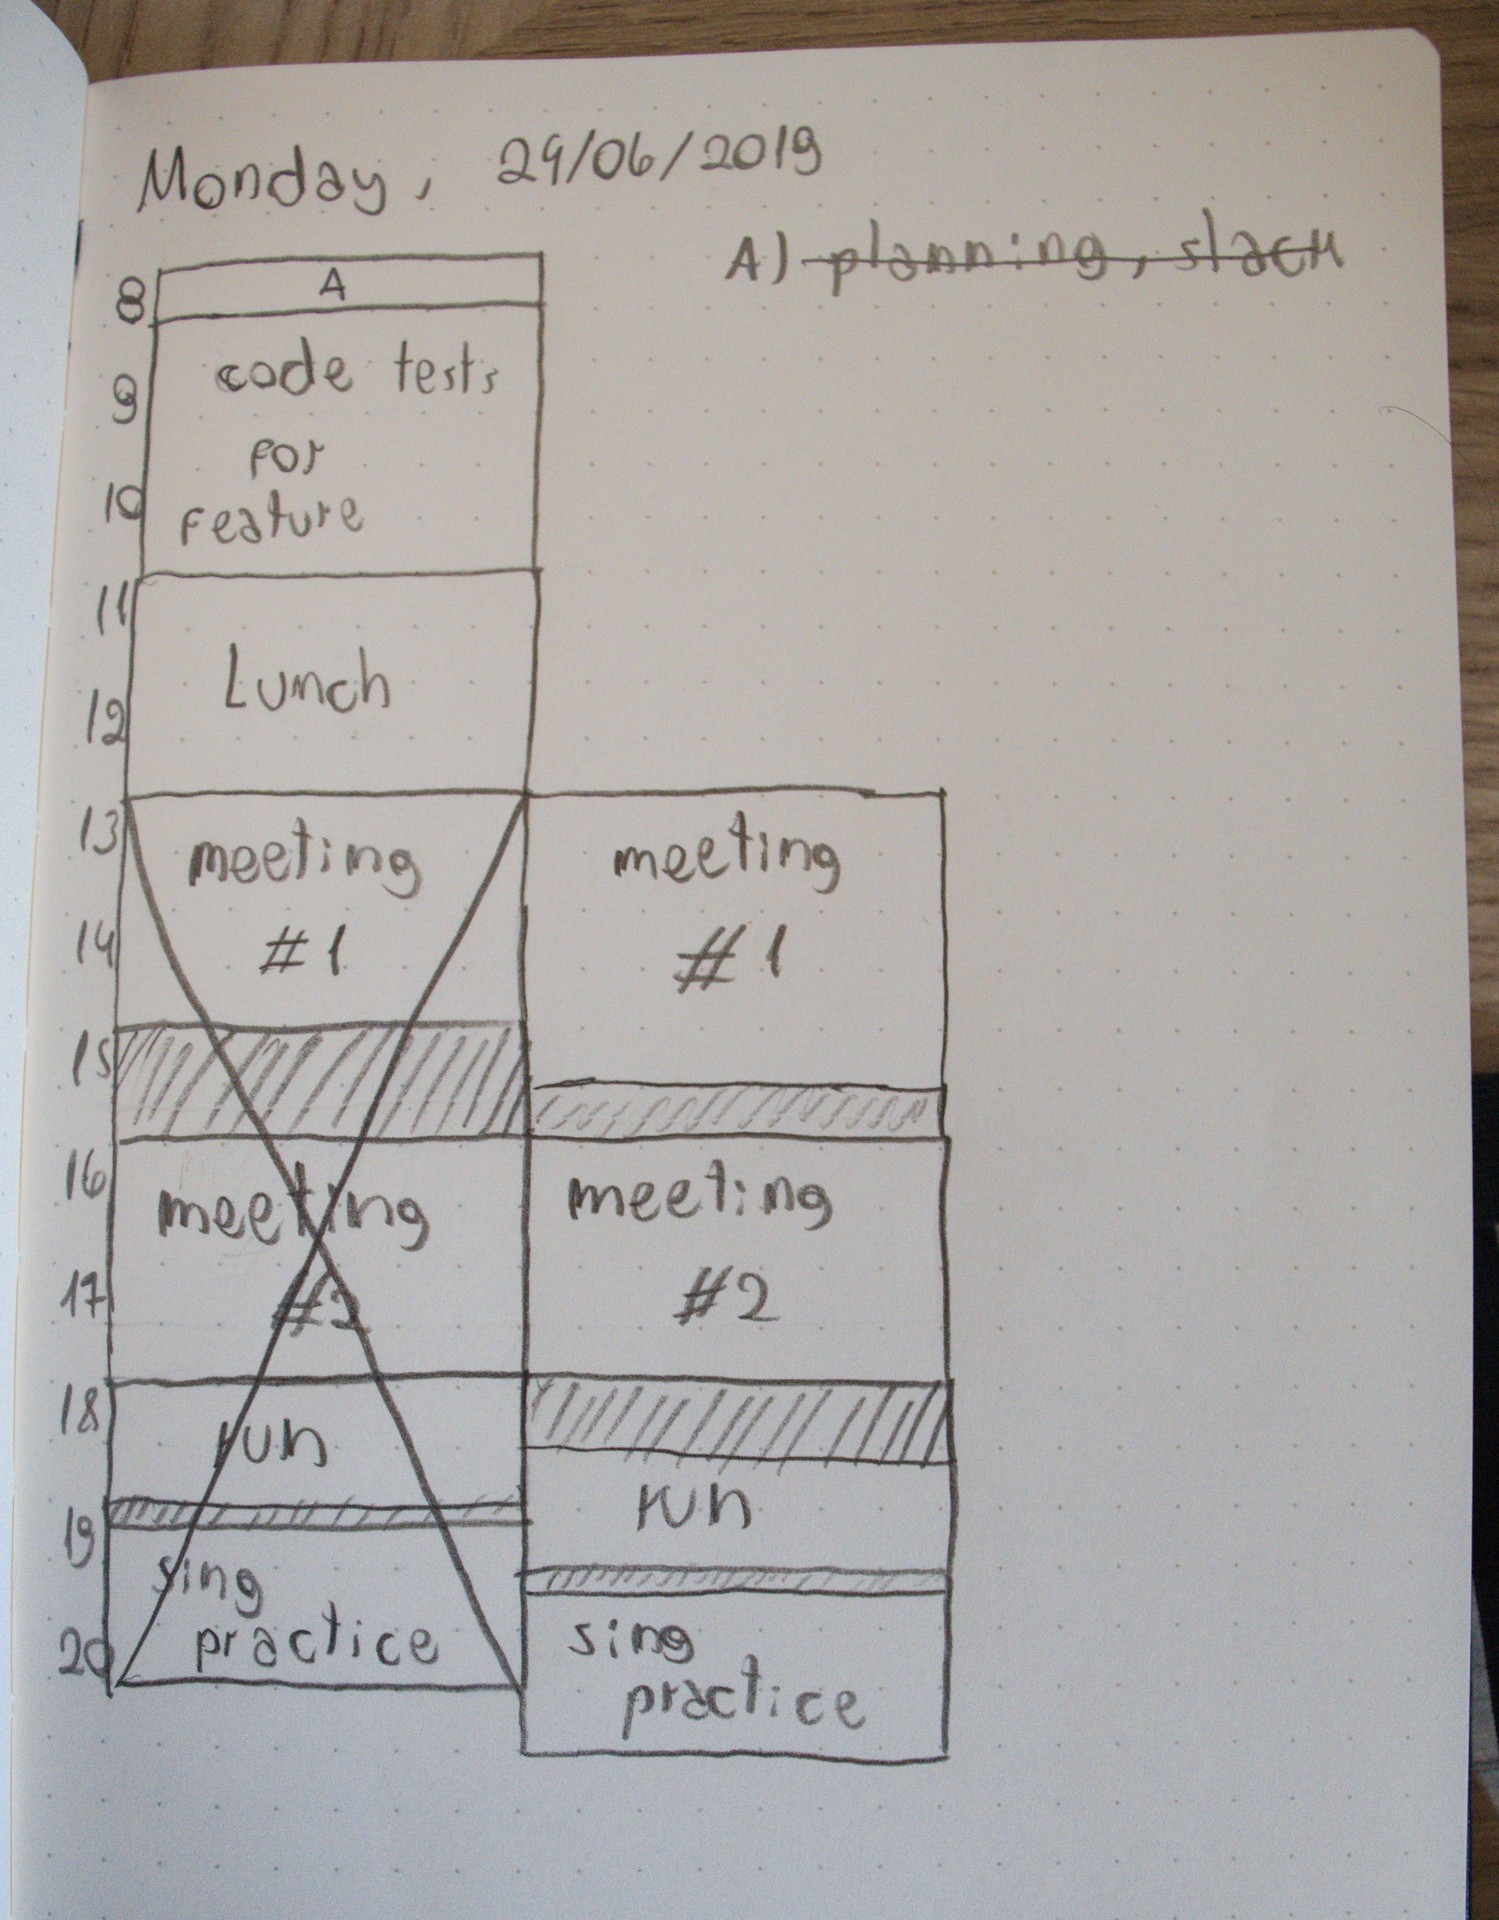 Monday, 29/06/2019
A) planning, slack
8
A
9
code tests
for
10
feature
11
Lunch
12
13
meeting
#1
14
15
16
meeting
#2
17
18
run
19
sing
practice
20
meeting
#1
meeting
#2
run
sing
practice